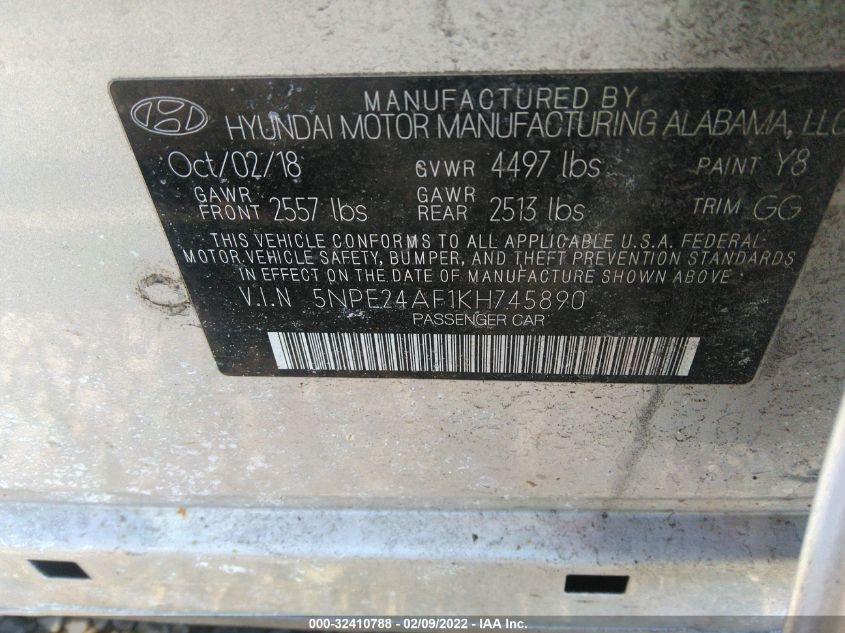 MANUFACTURED BY
HYUNDAI MOTOR MANUFACTURING ALABAMA, LLC
Oct/02/18 GVWR 4497 lbs PAINT Y8
GAWR FRONT 2557 lbs GAWR REAR 2513 lbs TRIM GG
THIS VEHICLE CONFORMS TO ALL APPLICABLE U.S.A. FEDERAL
MOTOR VEHICLE SAFETY, BUMPER, AND THEFT PREVENTION STANDARDS
IN EFFECT ON THE DATE OF MANUFACTURE SHOWN ABOVE
V.I.N 5NPE24AF1KH745890
PASSENGER CAR
000-32410788 - 02/09/2022 - IAA Inc.